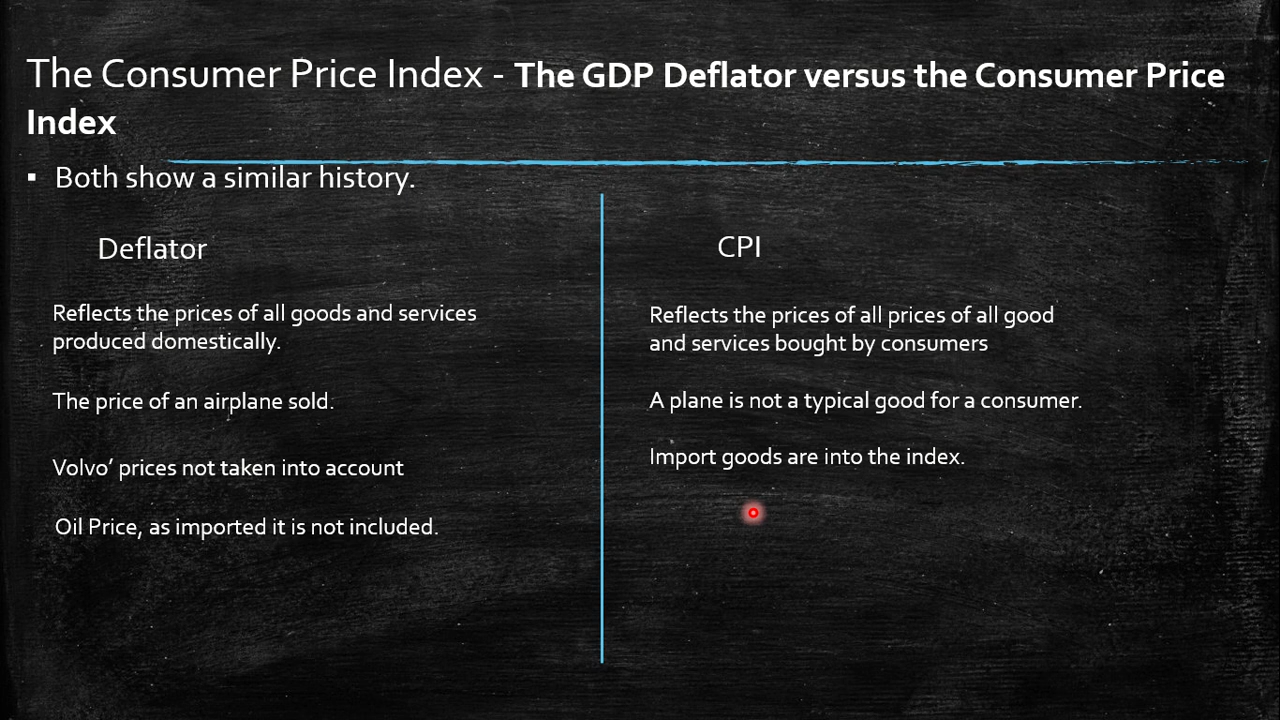 The Consumer Price Index - The GDP Deflator versus the Consumer Price
Index
▪ Both show a similar history.
Deflator
Reflects the prices of all goods and services
produced domestically.
The price of an airplane sold.
Volvo’ prices not taken into account
Oil Price, as imported it is not included.
CPI
Reflects the prices of all prices of all good
and services bought by consumers
A plane is not a typical good for a consumer.
Import goods are into the index.